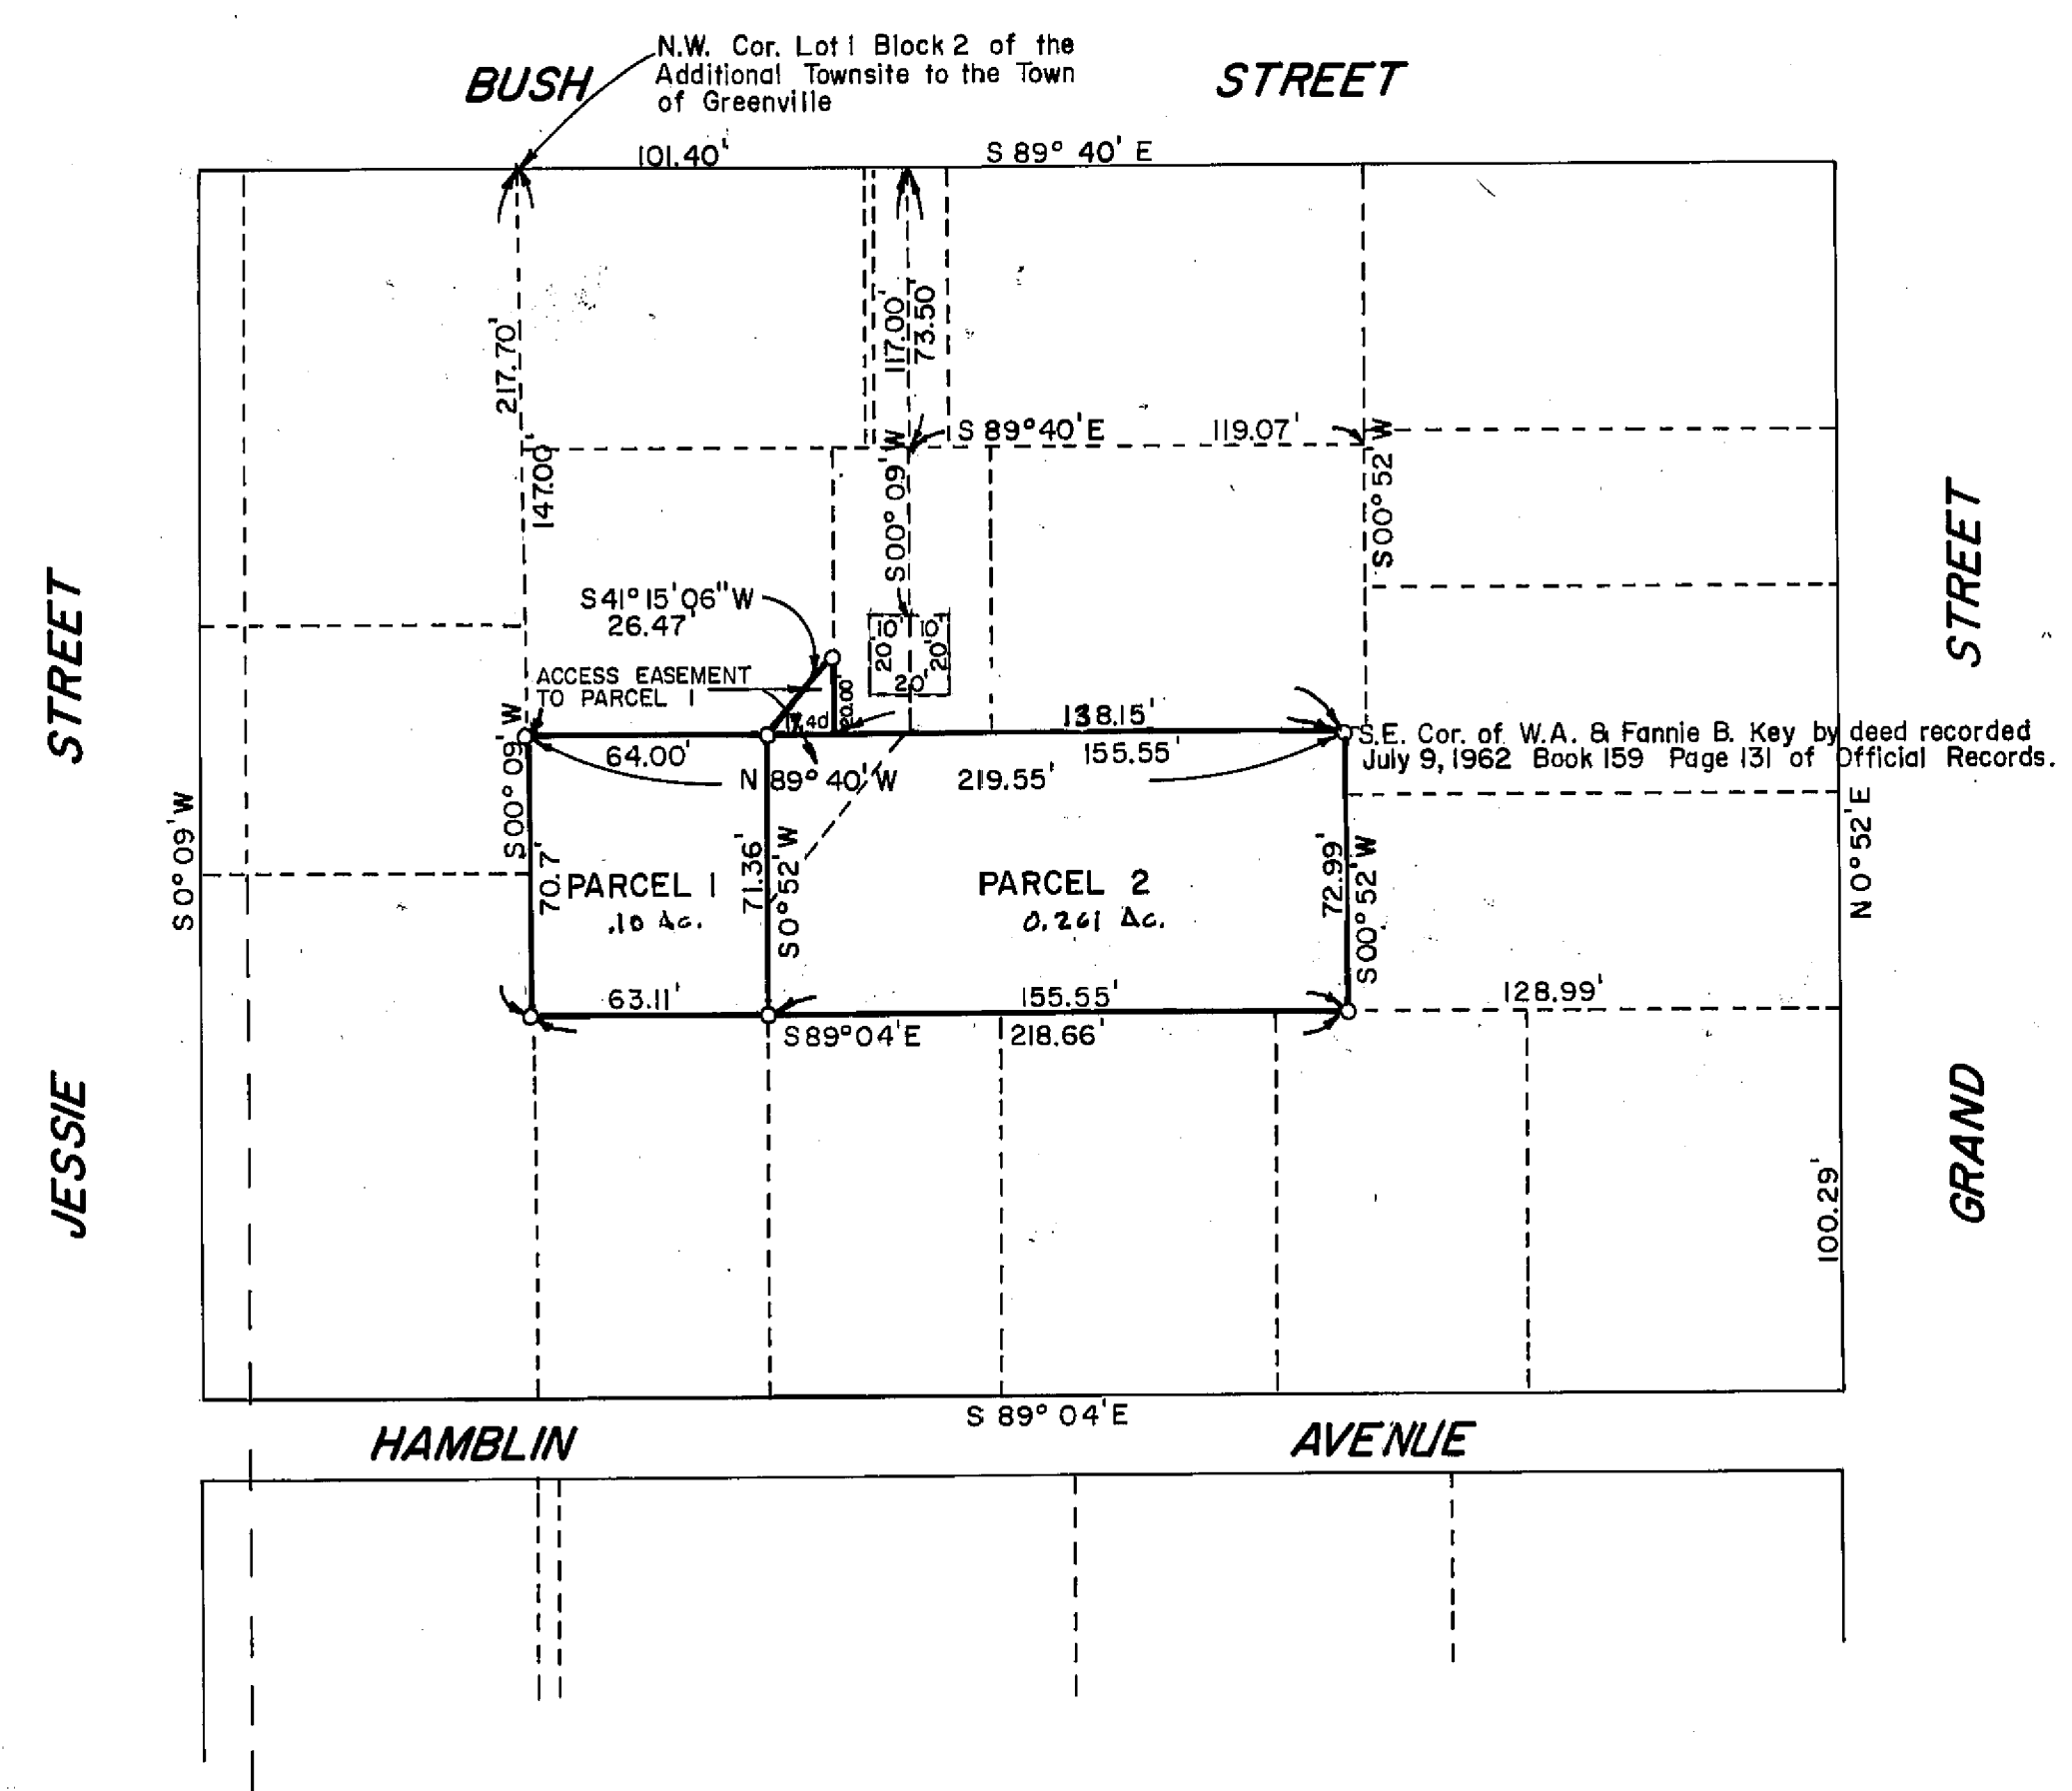 N.W. Cor. Lot 1 Block 2 of the
Additional Townsite to the Town
of Greenville
BUSH STREET
101.40'
S 89° 40' E
217.70'
147.00'
117.00'
73.50'
S 89°40'E
119.07'
S00° 09' W
S00° 52' W
S41° 15' 06" W
26.47'
ACCESS EASEMENT
TO PARCEL 1
20.00'
10' 10'
20' 20'
20'
138.15'
64.00'
155.55'
N 89° 40' W
219.55'
S.E. Cor. of W.A. & Fannie B. Key by deed recorded
July 9, 1962 Book 159 Page 131 of Official Records.
JESSIE STREET
S 0° 09' W
S00° 09' W
70.7'
PARCEL 1
.10 Ac.
71.36'
S0° 52' W
PARCEL 2
0.261 Ac.
72.99'
S00° 52' W
N 0° 52' E
GRAND STREET
63.11'
155.55'
128.99'
S89°04'E
218.66'
100.29'
S 89° 04' E
HAMBLIN AVENUE